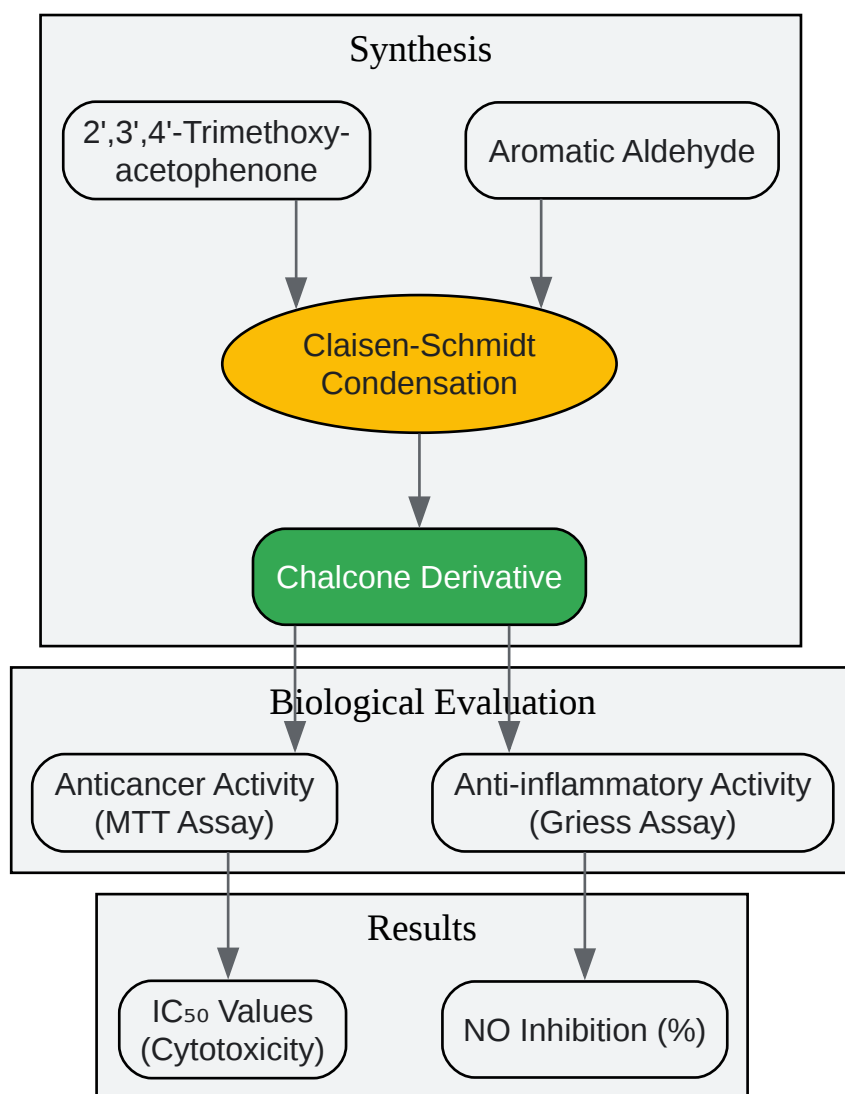 Synthesis
2',3',4'-Trimethoxy-
acetophenone
Aromatic Aldehyde
Claisen-Schmidt
Condensation
Chalcone Derivative
Biological Evaluation
Anticancer Activity
(MTT Assay)
Anti-inflammatory Activity
(Griess Assay)
Results
IC₅₀ Values
(Cytotoxicity)
NO Inhibition (%)